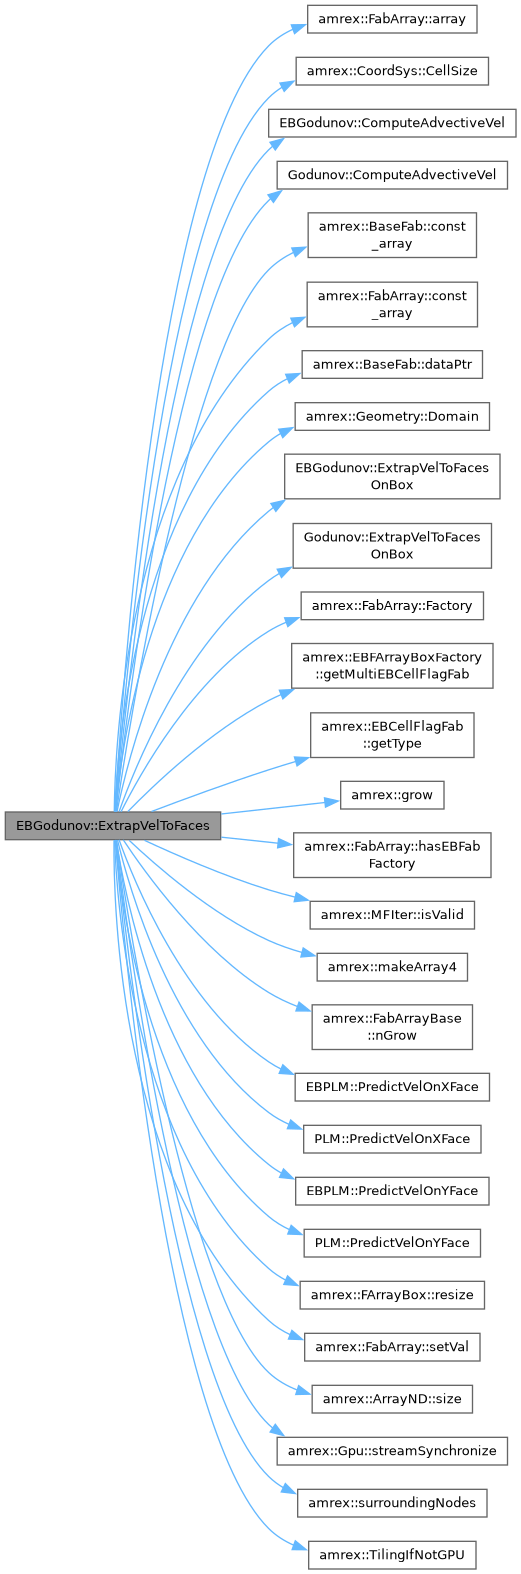 amrex::FabArray::array
amrex::CoordSys::CellSize
EBGodunov::ComputeAdvectiveVel
Godunov::ComputeAdvectiveVel
amrex::BaseFab::const
_array
amrex::FabArray::const
_array
amrex::BaseFab::dataPtr
amrex::Geometry::Domain
EBGodunov::ExtrapVelToFaces
OnBox
Godunov::ExtrapVelToFaces
OnBox
amrex::FabArray::Factory
amrex::EBFArrayBoxFactory
::getMultiEBCellFlagFab
amrex::EBCellFlagFab
::getType
amrex::grow
EBGodunov::ExtrapVelToFaces
amrex::FabArray::hasEBFab
Factory
amrex::MFIter::isValid
amrex::makeArray4
amrex::FabArrayBase
::nGrow
EBPLM::PredictVelOnXFace
PLM::PredictVelOnXFace
EBPLM::PredictVelOnYFace
PLM::PredictVelOnYFace
amrex::FArrayBox::resize
amrex::FabArray::setVal
amrex::ArrayND::size
amrex::Gpu::streamSynchronize
amrex::surroundingNodes
amrex::TilingIfNotGPU